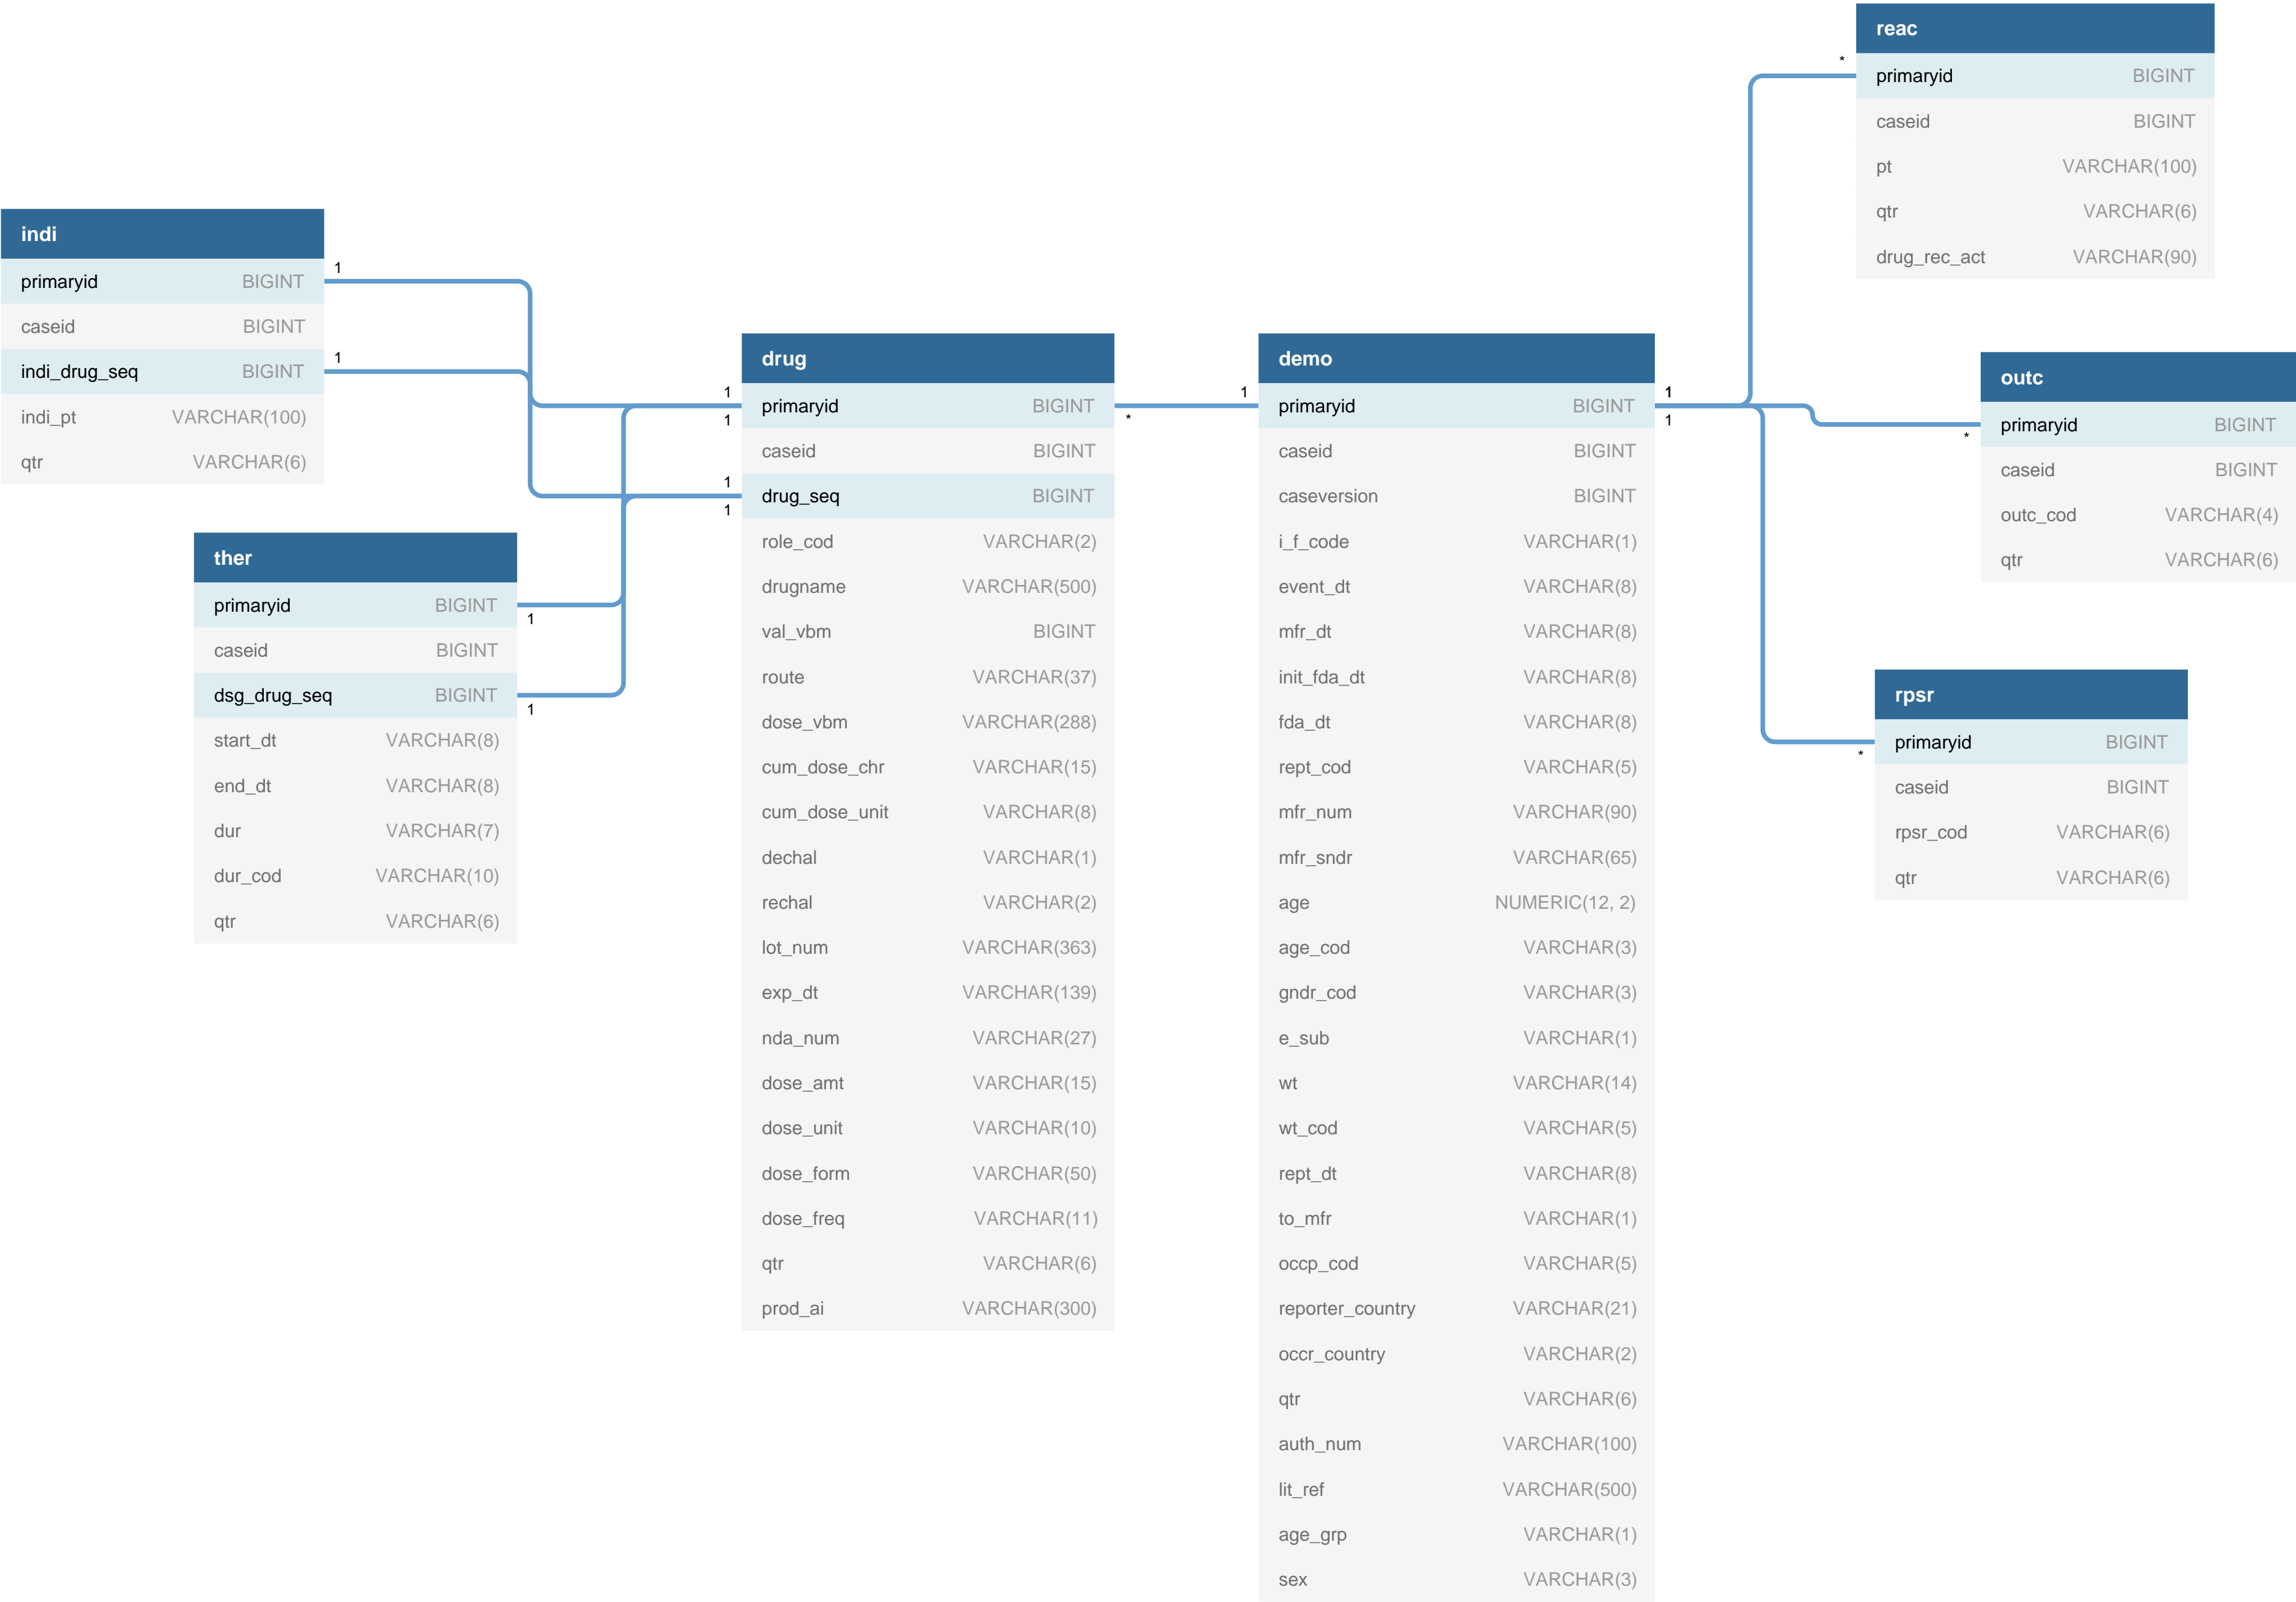 reac
primaryid BIGINT
caseid BIGINT
pt VARCHAR(100)
qtr VARCHAR(6)
drug_rec_act VARCHAR(90)
*
indi
primaryid BIGINT
caseid BIGINT
indi_drug_seq BIGINT
indi_pt VARCHAR(100)
qtr VARCHAR(6)
1
1
ther
primaryid BIGINT
caseid BIGINT
dsg_drug_seq BIGINT
start_dt VARCHAR(8)
end_dt VARCHAR(8)
dur VARCHAR(7)
dur_cod VARCHAR(10)
qtr VARCHAR(6)
1
1
1
1
1
1
drug
primaryid BIGINT
caseid BIGINT
drug_seq BIGINT
role_cod VARCHAR(2)
drugname VARCHAR(500)
val_vbm BIGINT
route VARCHAR(37)
dose_vbm VARCHAR(288)
cum_dose_chr VARCHAR(15)
cum_dose_unit VARCHAR(8)
dechal VARCHAR(1)
rechal VARCHAR(2)
lot_num VARCHAR(363)
exp_dt VARCHAR(139)
nda_num VARCHAR(27)
dose_amt VARCHAR(15)
dose_unit VARCHAR(10)
dose_form VARCHAR(50)
dose_freq VARCHAR(11)
qtr VARCHAR(6)
prod_ai VARCHAR(300)
*
1
demo
primaryid BIGINT
caseid BIGINT
caseversion BIGINT
i_f_code VARCHAR(1)
event_dt VARCHAR(8)
mfr_dt VARCHAR(8)
init_fda_dt VARCHAR(8)
fda_dt VARCHAR(8)
rept_cod VARCHAR(5)
mfr_num VARCHAR(90)
mfr_sndr VARCHAR(65)
age NUMERIC(12, 2)
age_cod VARCHAR(3)
gndr_cod VARCHAR(3)
e_sub VARCHAR(1)
wt VARCHAR(14)
wt_cod VARCHAR(5)
rept_dt VARCHAR(8)
to_mfr VARCHAR(1)
occp_cod VARCHAR(5)
reporter_country VARCHAR(21)
occr_country VARCHAR(2)
qtr VARCHAR(6)
auth_num VARCHAR(100)
lit_ref VARCHAR(500)
age_grp VARCHAR(1)
sex VARCHAR(3)
1
1
outc
primaryid BIGINT
caseid BIGINT
outc_cod VARCHAR(4)
qtr VARCHAR(6)
*
rpsr
primaryid BIGINT
caseid BIGINT
rpsr_cod VARCHAR(6)
qtr VARCHAR(6)
*